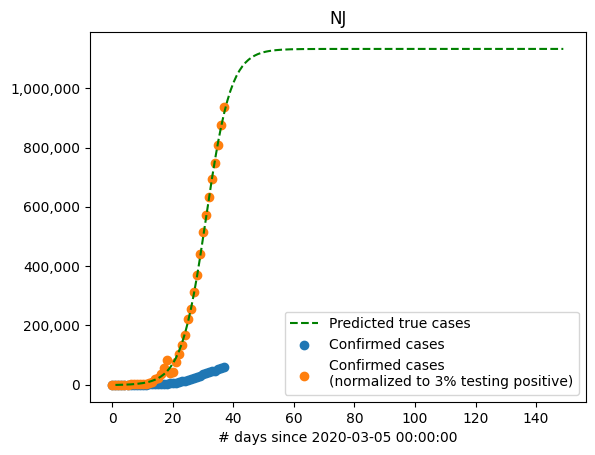 NJ
1,000,000
800,000
600,000
400,000
200,000
0
Predicted true cases
Confirmed cases
Confirmed cases
(normalized to 3% testing positive)
0 20 40 60 80 100 120 140
# days since 2020-03-05 00:00:00